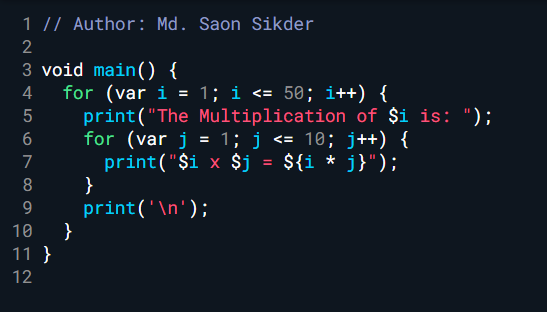 1 // Author: Md. Saon Sikder
2
3 void main() {
4   for (var i = 1; i <= 50; i++) {
5     print("The Multiplication of $i is: ");
6     for (var j = 1; j <= 10; j++) {
7       print("$i x $j = ${i * j}");
8     }
9     print('\n');
10   }
11 }
12